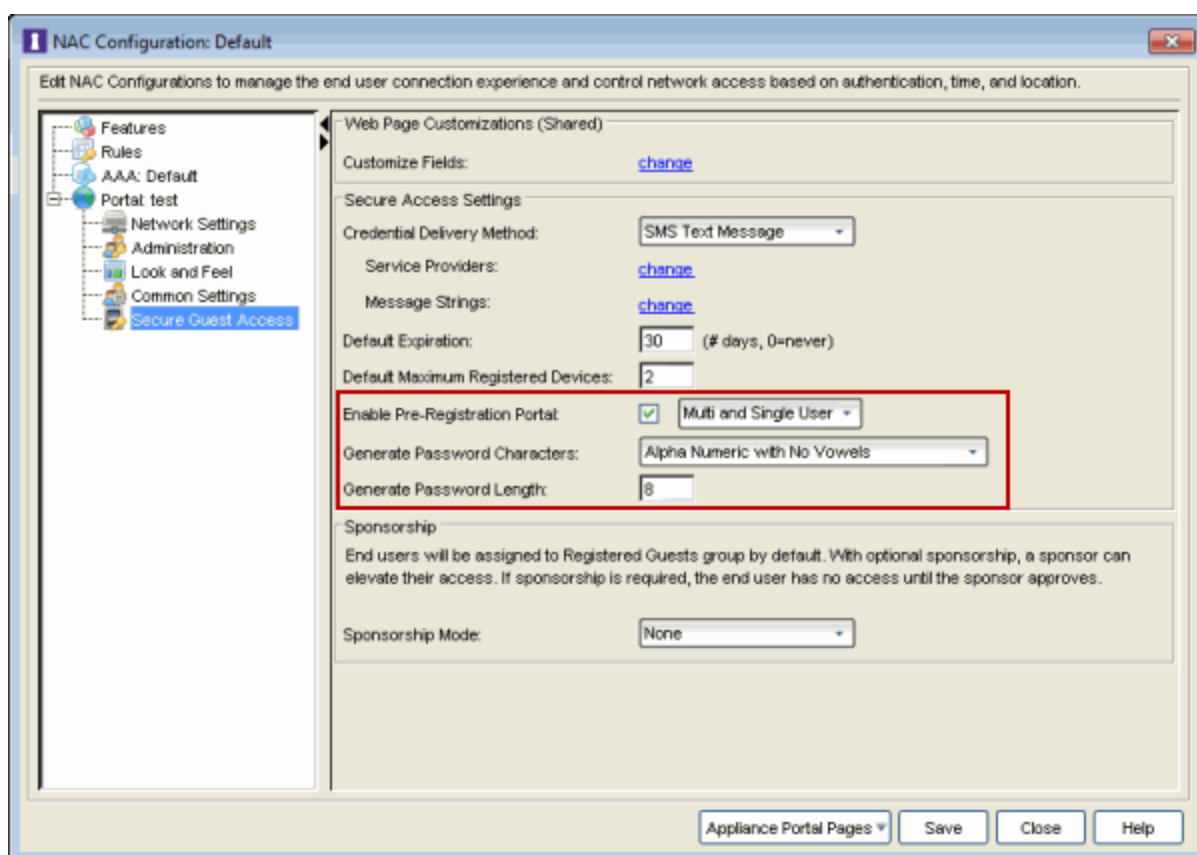 NAC Configuration: Default
Edit NAC Configurations to manage the end user connection experience and control network access based on authentication, time, and location.
Features
Rules
AAA: Default
Portal: test
Network Settings
Administration
Look and Feel
Common Settings
Secure Guest Access
Web Page Customizations (Shared)
Customize Fields: change
Secure Access Settings
Credential Delivery Method: SMS Text Message
Service Providers: change
Message Strings: change
Default Expiration: 30 (# days, 0=never)
Default Maximum Registered Devices: 2
Enable Pre-Registration Portal: Multi and Single User
Generate Password Characters: Alpha Numeric with No Vowels
Generate Password Length: 8
Sponsorship
End users will be assigned to Registered Guests group by default. With optional sponsorship, a sponsor can
elevate their access. If sponsorship is required, the end user has no access until the sponsor approves.
Sponsorship Mode: None
Appliance Portal Pages Save Close Help